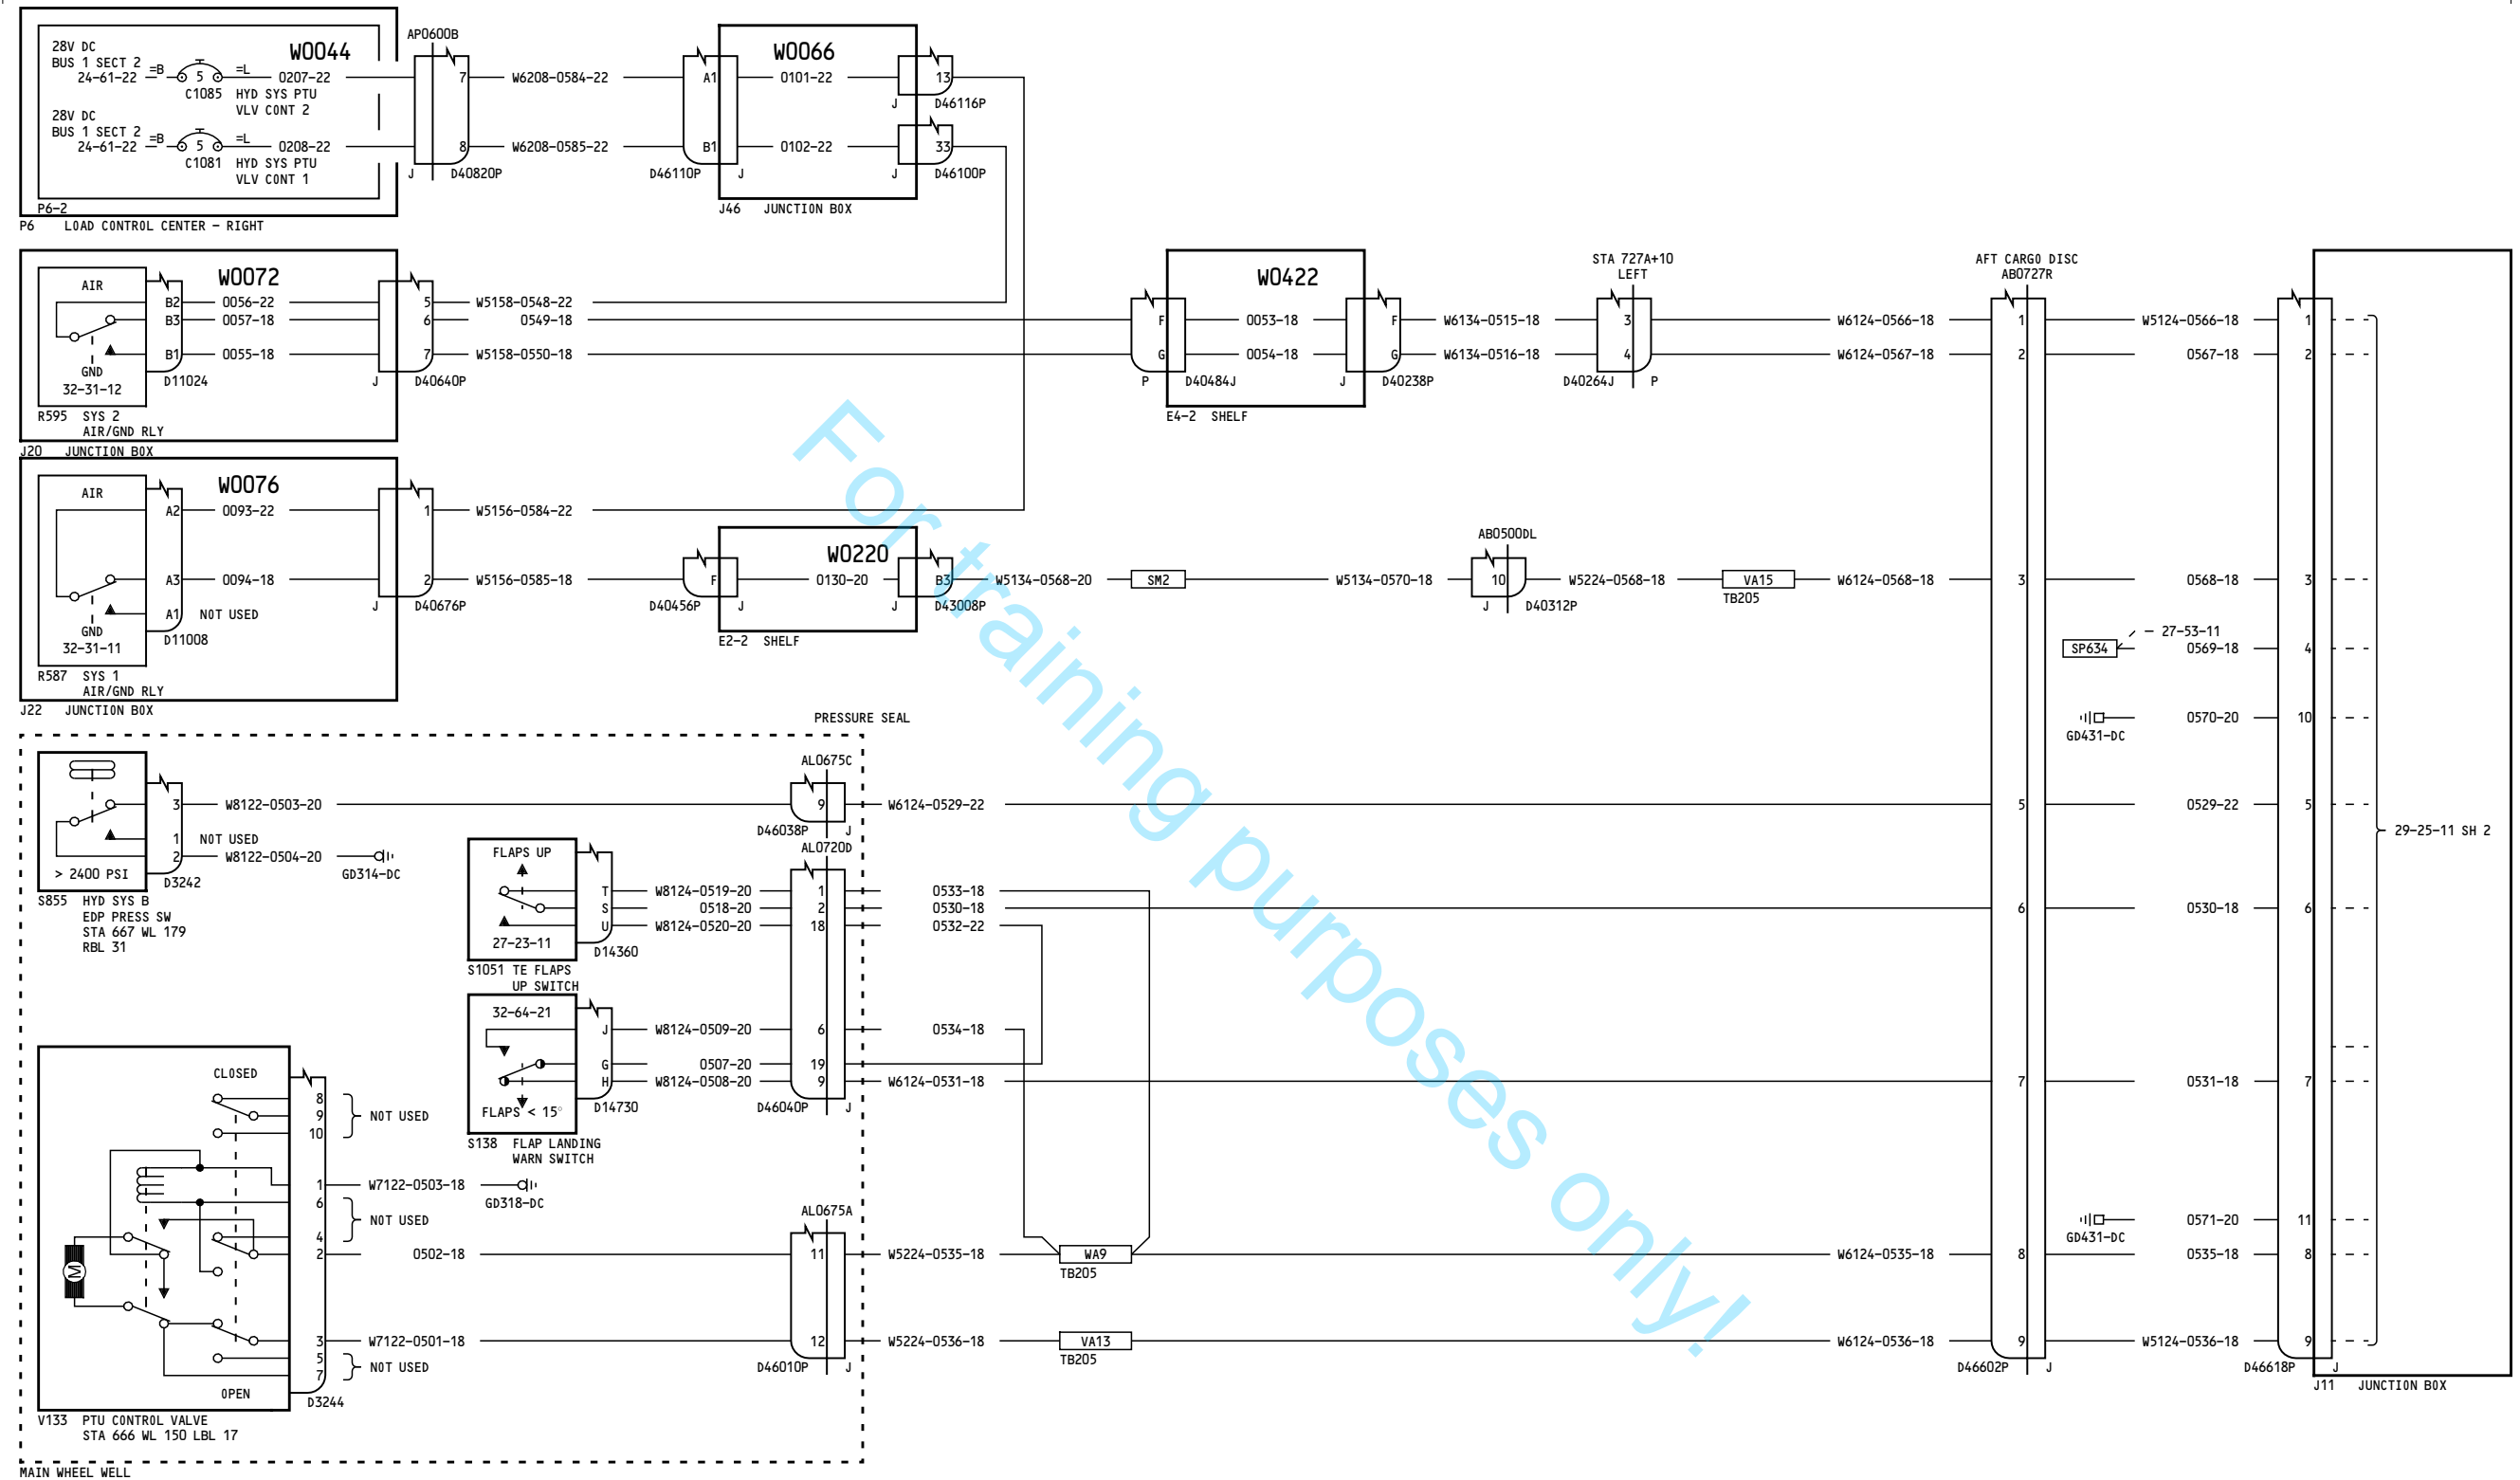 28V DC
BUS 1 SECT 2
24-61-22
=B
5
=L
C1085
W0044
0207-22
HYD SYS PTU
VLV CONT 2
28V DC
BUS 1 SECT 2
24-61-22
=B
5
=L
C1081
0208-22
HYD SYS PTU
VLV CONT 1
P6-2
P6 LOAD CONTROL CENTER - RIGHT
AP0600B
7
8
J
D40820P
W6208-0584-22
W6208-0585-22
A1
B1
D46110P
J
W0066
0101-22
0102-22
13
J
D46116P
33
J
D46100P
J46 JUNCTION BOX
AIR
GND
32-31-12
R595 SYS 2
AIR/GND RLY
B2
B3
B1
D11024
W0072
0056-22
0057-18
0055-18
5
6
7
J
D40640P
J20 JUNCTION BOX
W5158-0548-22
0549-18
W5158-0550-18
F
G
P
D40484J
W0422
0053-18
0054-18
F
G
J
D40238P
E4-2 SHELF
W6134-0515-18
W6134-0516-18
STA 727A+10
LEFT
3
4
D40264J
P
W6124-0566-18
W6124-0567-18
AFT CARGO DISC
AB0727R
1
2
W5124-0566-18
0567-18
1
2
AIR
GND
32-31-11
R587 SYS 1
AIR/GND RLY
A2
A3
A1 NOT USED
D11008
W0076
0093-22
0094-18
1
2
J
D40676P
J22 JUNCTION BOX
W5156-0584-22
W5156-0585-18
F
D40456P
J
W0220
0130-20
B3
J
D43008P
E2-2 SHELF
W5134-0568-20
SM2
W5134-0570-18
AB0500DL
10
J
D40312P
W5224-0568-18
VA15
TB205
W6124-0568-18
3
0568-18
3
27-53-11
SP634
0569-18
4
GD431-DC
0570-20
10
PRESSURE SEAL
S855 HYD SYS B
EDP PRESS SW
STA 667 WL 179
RBL 31
> 2400 PSI
3
1 NOT USED
2
D3242
W8122-0503-20
W8122-0504-20
GD314-DC
AL0675C
9
D46038P
J
W6124-0529-22
5
0529-22
5
29-25-11 SH 2
FLAPS UP
27-23-11
S1051 TE FLAPS
UP SWITCH
T
S
U
D14360
W8124-0519-20
0518-20
W8124-0520-20
AL0720D
1
2
18
0533-18
0530-18
0532-22
6
0530-18
6
32-64-21
FLAPS < 15°
S138 FLAP LANDING
WARN SWITCH
J
G
H
D14730
W8124-0509-20
0507-20
W8124-0508-20
6
19
9
D46040P
J
0534-18
W6124-0531-18
7
0531-18
7
CLOSED
M
OPEN
V133 PTU CONTROL VALVE
STA 666 WL 150 LBL 17
8
9
10
NOT USED
1
W7122-0503-18
GD318-DC
6
4
NOT USED
2
0502-18
3
W7122-0501-18
5
7
NOT USED
D3244
AL0675A
11
12
D46010P
J
W5224-0535-18
WA9
TB205
W6124-0535-18
8
GD431-DC
0571-20
11
0535-18
8
W5224-0536-18
VA13
TB205
W6124-0536-18
9
W5124-0536-18
9
D46602P
J
D46618P
J
J11 JUNCTION BOX
MAIN WHEEL WELL
For training purposes only!